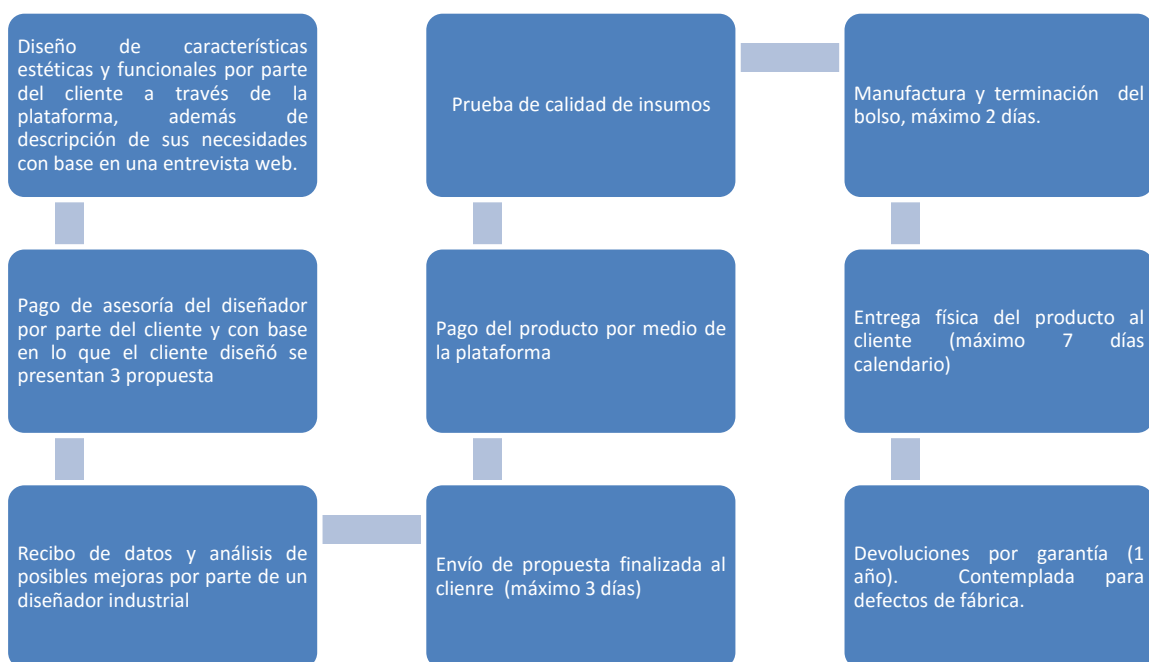 Diseño de características
estéticas y funcionales por parte
del cliente a través de la
plataforma, además de
descripción de sus necesidades
con base en una entrevista web.
Pago de asesoría del diseñador
por parte del cliente y con base
en lo que el cliente diseñó se
presentan 3 propuesta
Recibo de datos y análisis de
posibles mejoras por parte de un
diseñador industrial
Envío de propuesta finalizada al
clienre (máximo 3 días)
Pago del producto por medio de
la plataforma
Prueba de calidad de insumos
Manufactura y terminación del
bolso, máximo 2 días.
Entrega física del producto al
cliente (máximo 7 días
calendario)
Devoluciones por garantía (1
año). Contemplada para
defectos de fábrica.